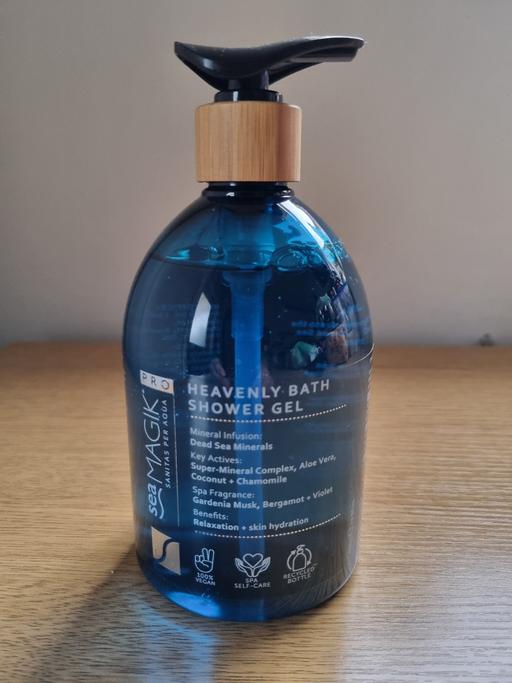 PRO
seaMAGIK™
SANITAS PER AQUA
HEAVENLY BATH
SHOWER GEL
Mineral Infusion:
Dead Sea Minerals
Key Actives:
Super-Mineral Complex, Aloe Vera,
Coconut + Chamomile
Spa Fragrance:
Gardenia Musk, Bergamot + Violet
Benefits:
Relaxation + skin hydration
100%
VEGAN
SPA
SELF-CARE
RECYCLED
BOTTLE